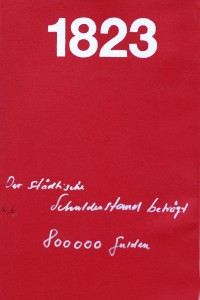 1823
Der städtische
Schuldenstand beträgt
800000 Gulden